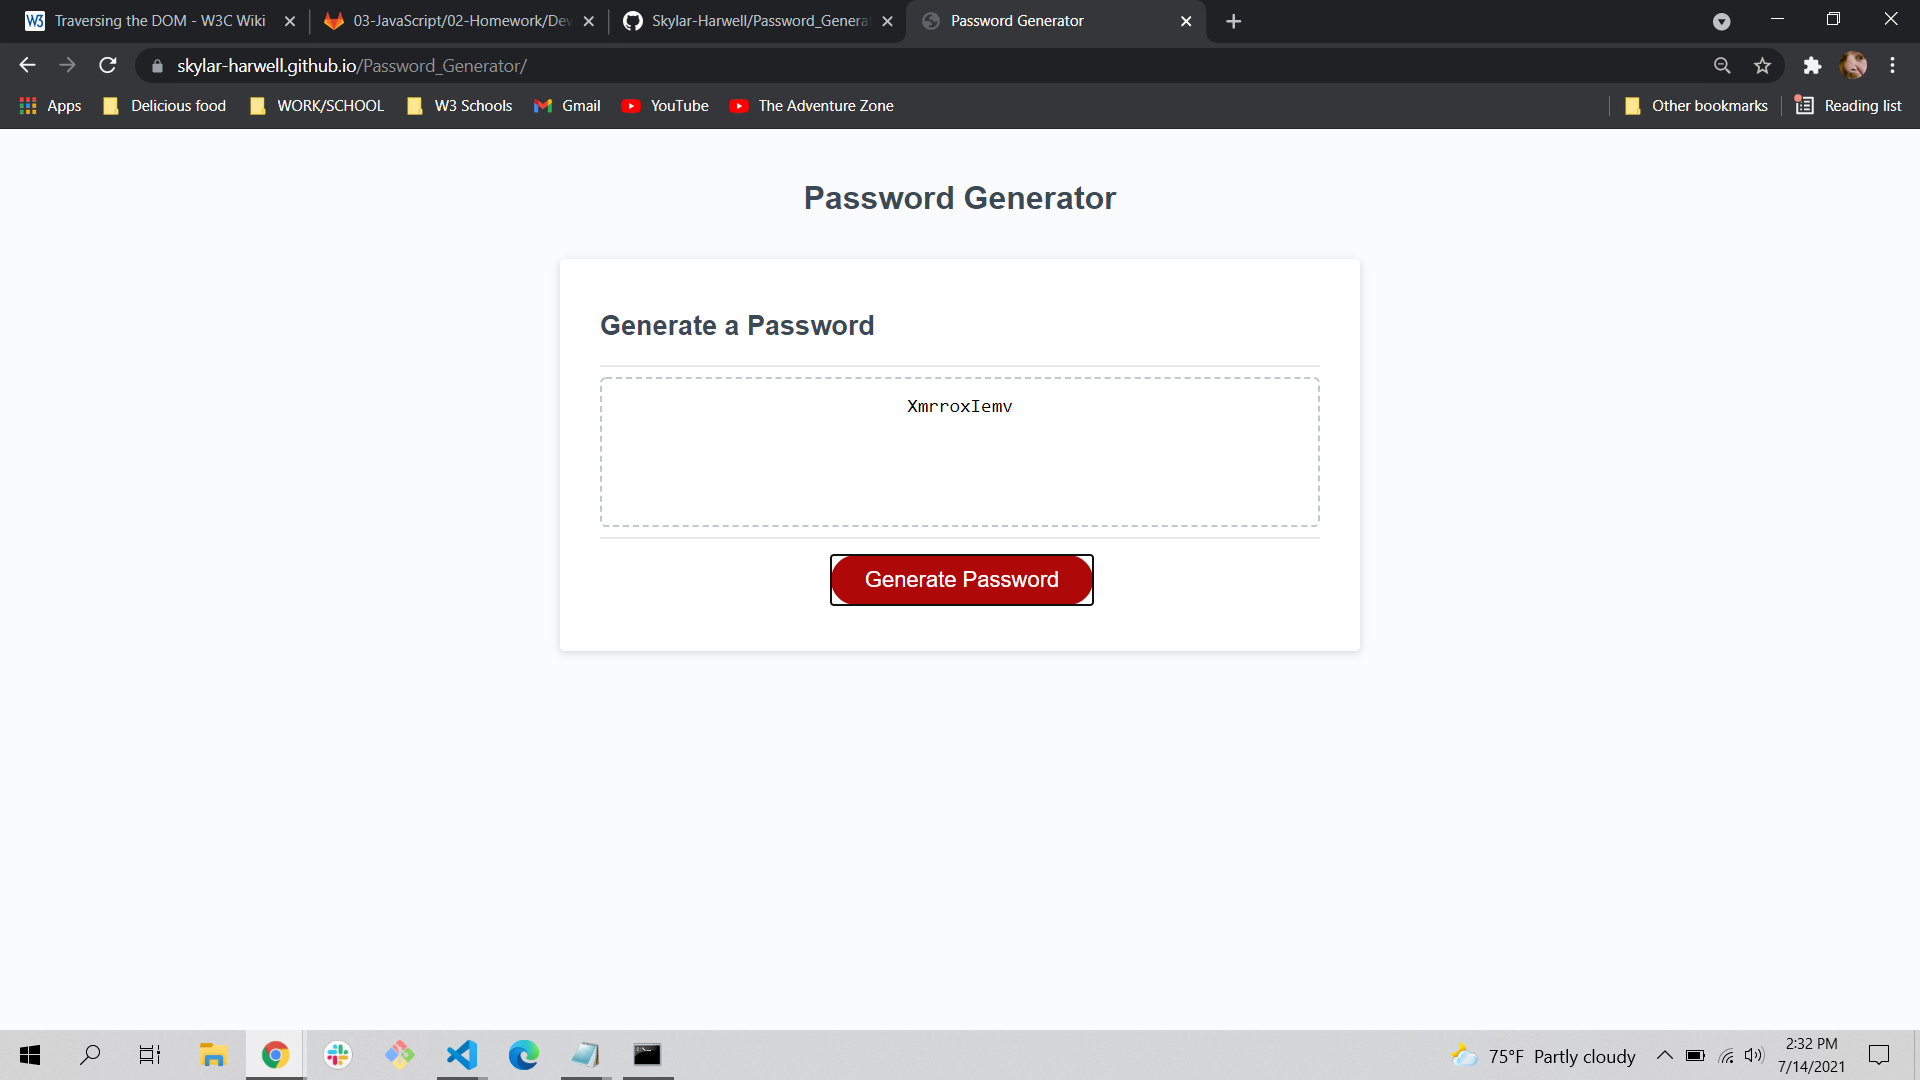 W3 Traversing the DOM - W3C Wiki
03-JavaScript/02-Homework/Dev
Skylar-Harwell/Password_Generat
Password Generator
skylar-harwell.github.io/Password_Generator/
Apps Delicious food WORK/SCHOOL W3 Schools Gmail YouTube The Adventure Zone Other bookmarks Reading list
Password Generator
Generate a Password
XmrroxIemv
Generate Password
75°F Partly cloudy
2:32 PM
7/14/2021